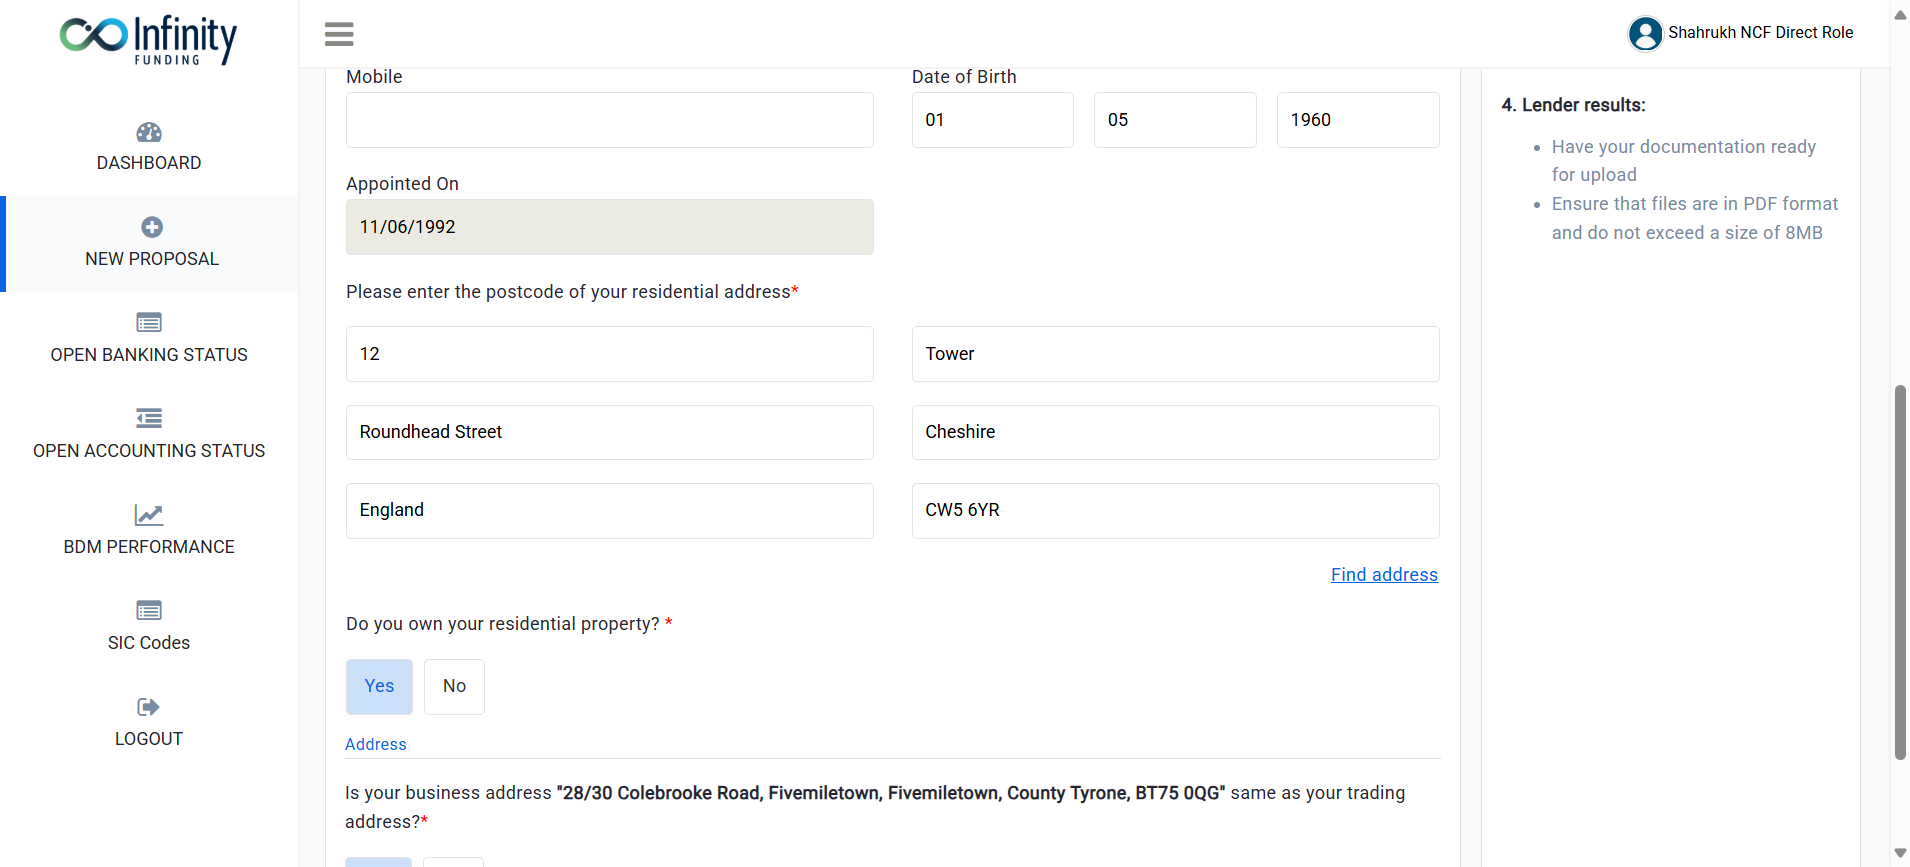 Infinity
FUNDING
DASHBOARD
NEW PROPOSAL
OPEN BANKING STATUS
OPEN ACCOUNTING STATUS
BDM PERFORMANCE
SIC Codes
LOGOUT
Shahrukh NCF Direct Role
Mobile
Date of Birth
01
05
1960
Appointed On
11/06/1992
Please enter the postcode of your residential address*
12
Tower
Roundhead Street
Cheshire
England
CW5 6YR
Find address
Do you own your residential property? *
Yes
No
Address
Is your business address "28/30 Colebrooke Road, Fivemiletown, Fivemiletown, County Tyrone, BT75 0QG" same as your trading
address?*
4. Lender results:
• Have your documentation ready
for upload
• Ensure that files are in PDF format
and do not exceed a size of 8MB